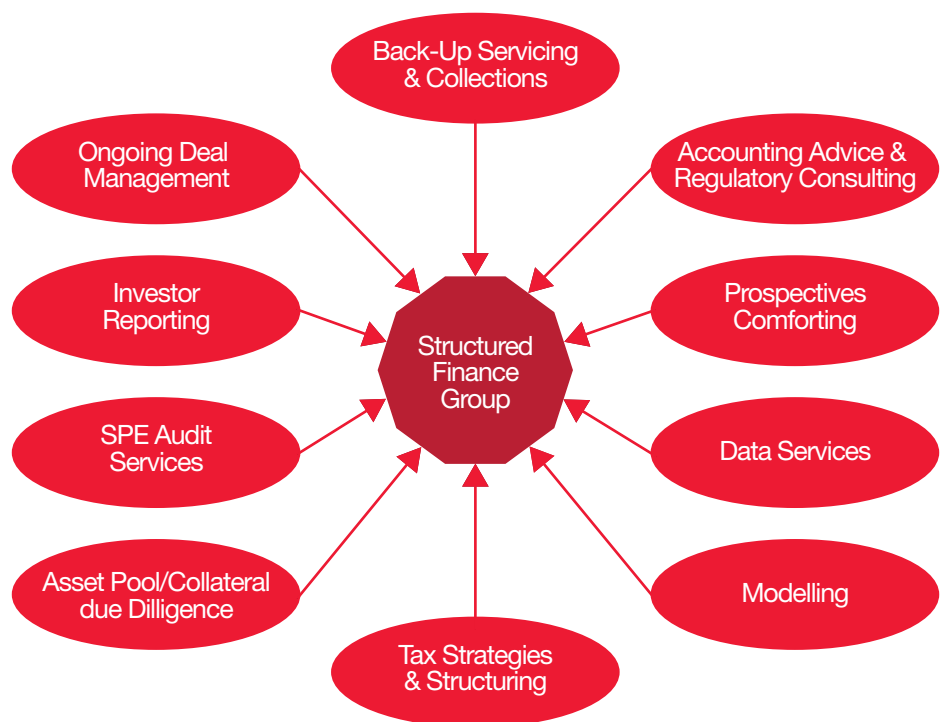 Back-Up Servicing
& Collections
Ongoing Deal
Management
Accounting Advice &
Regulatory Consulting
Investor
Reporting
Prospectives
Comforting
Structured
Finance
Group
SPE Audit
Services
Data Services
Asset Pool/Collateral
due Dilligence
Modelling
Tax Strategies
& Structuring